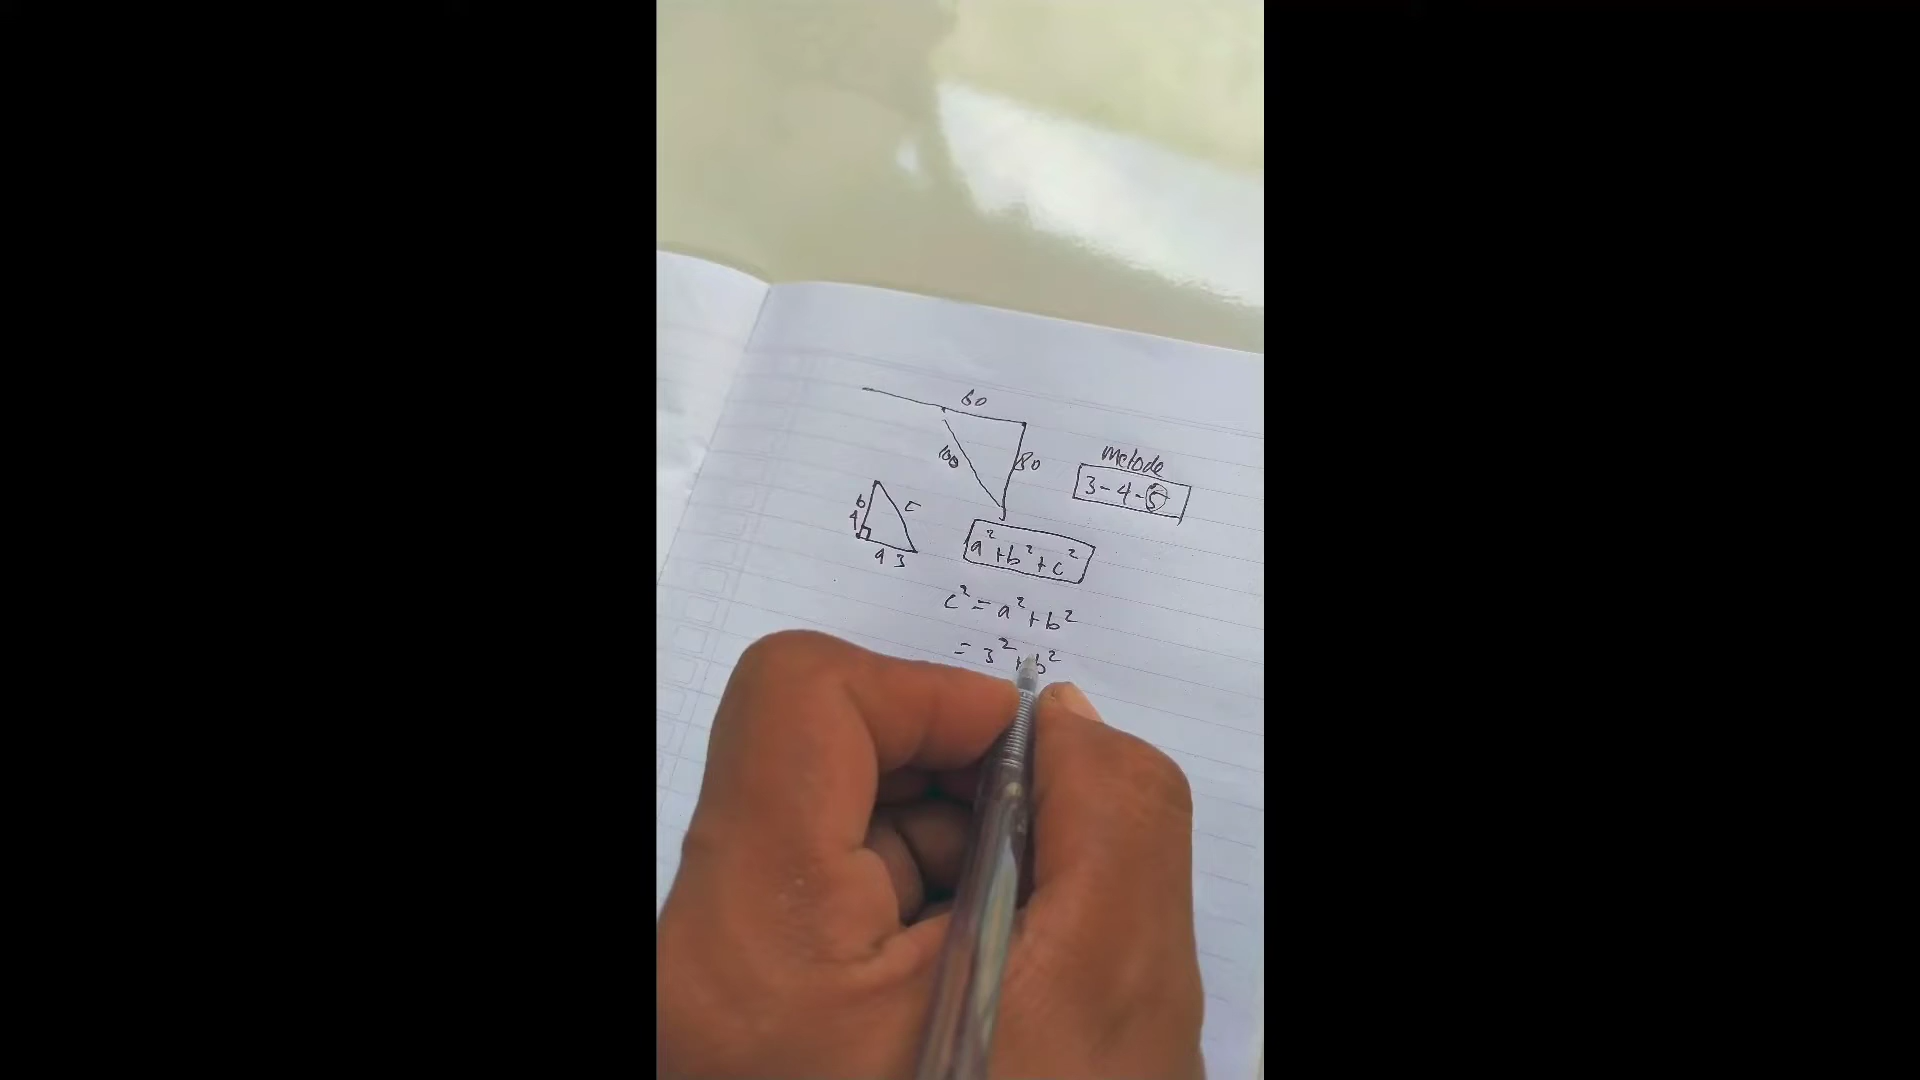 60
100
80
metode
3-4-5
b
c
4
a 3
a²+b²+c²
c² = a²+b²
= 3²+b²